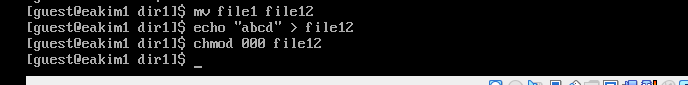 [guest@eakim1 dir1]$ mv file1 file12
[guest@eakim1 dir1]$ echo "abcd" > file12
[guest@eakim1 dir1]$ chmod 000 file12
[guest@eakim1 dir1]$ _